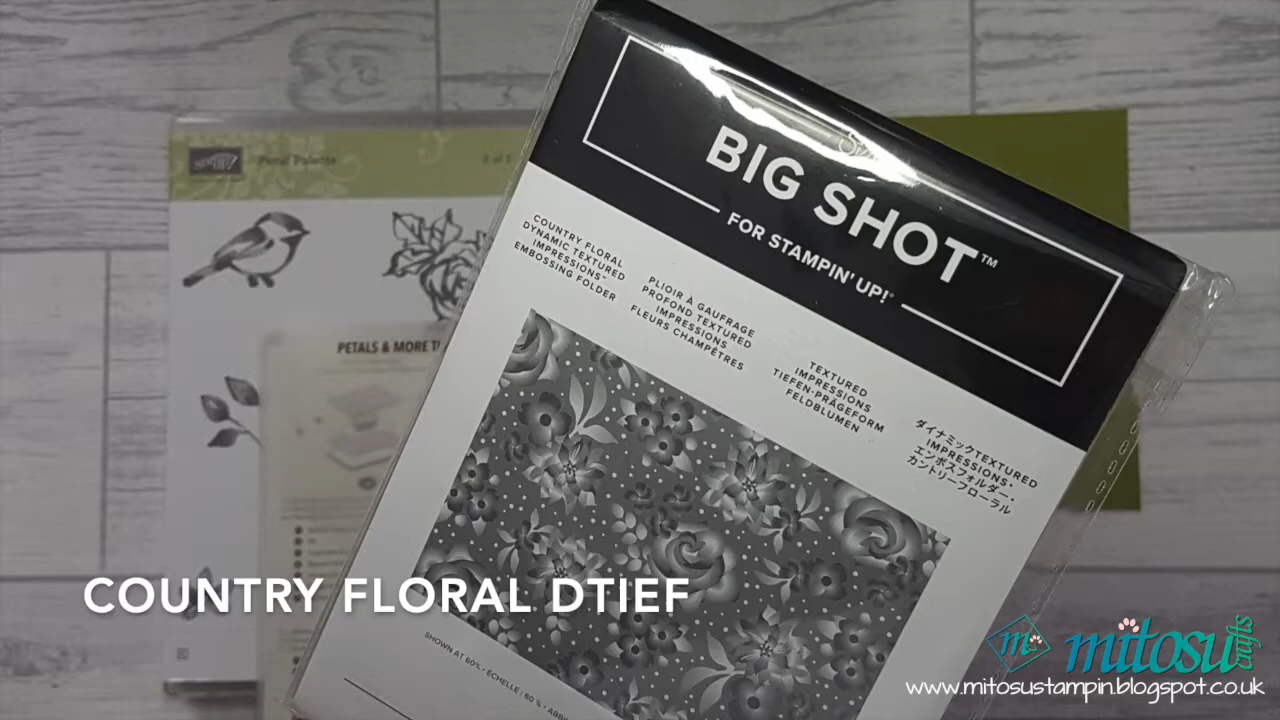 STAMPIN' UP!
Petal Palette
BIG SHOT™
FOR STAMPIN' UP!®
COUNTRY FLORAL
DYNAMIC TEXTURED
IMPRESSIONS™
EMBOSSING FOLDER
PLIOIR À GAUFRAGE
PROFOND TEXTURED
IMPRESSIONS
FLEURS CHAMPÊTRES
TEXTURED
IMPRESSIONS
TIEFEN-PRÄGEFORM
FELDBLUMEN
ダイナミックTEXTURED
IMPRESSIONS・
エンボスフォルダー・
カントリーフローラル
PETALS & MORE
COUNTRY FLORAL DTIEF
SHOWN AT 60% • ÉCHELLE : 60 % •
mitosu crafts
www.mitosustampin.blogspot.co.uk